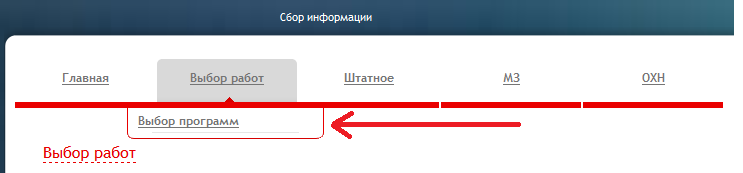 Сбор информации
Главная Выбор работ Штатное МЗ ОХН
Выбор программ
Выбор работ